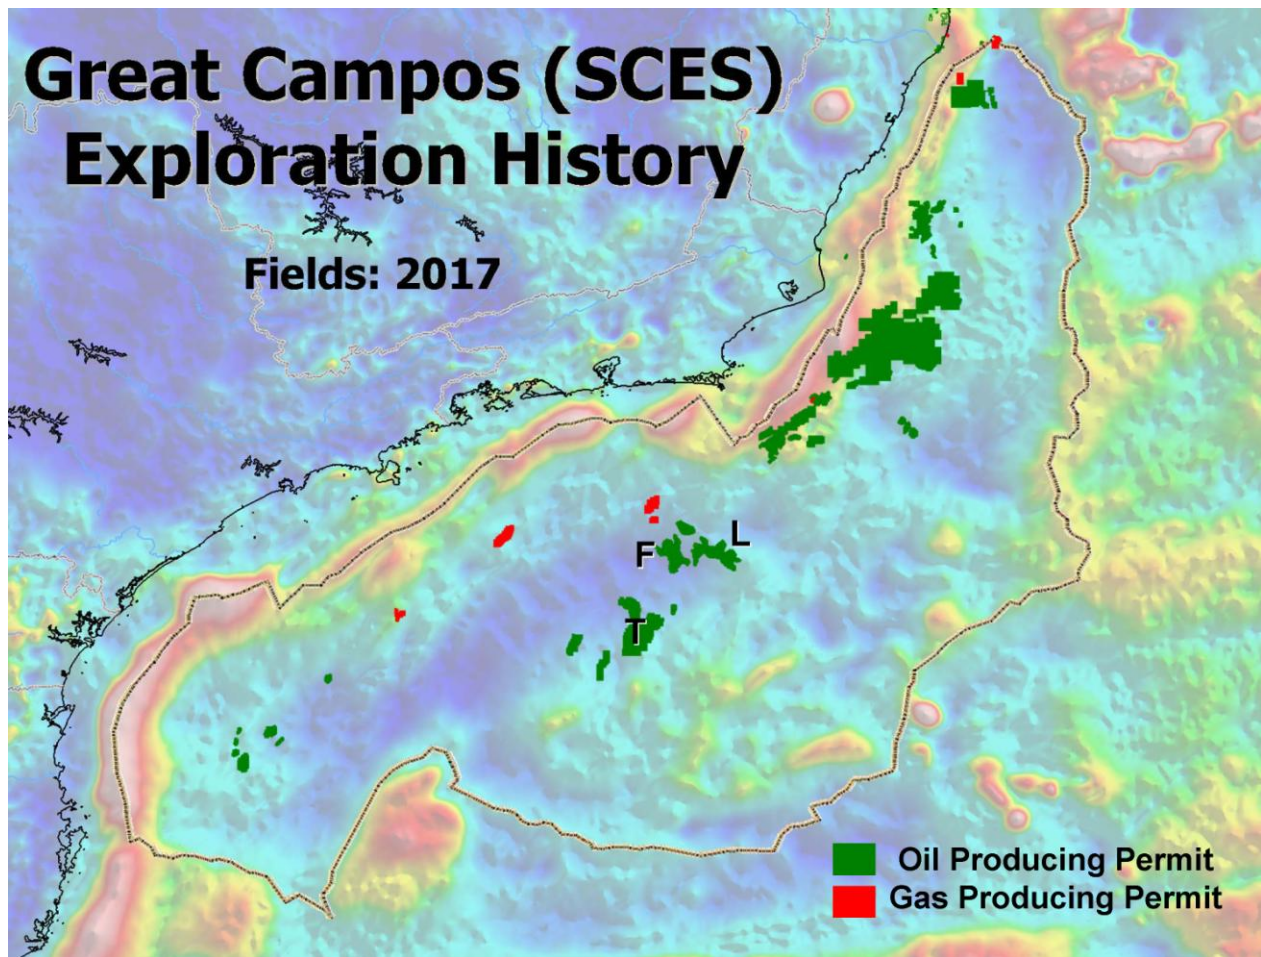 Great Campos (SCES)
Exploration History
Fields: 2017
L
F
T
Oil Producing Permit
Gas Producing Permit